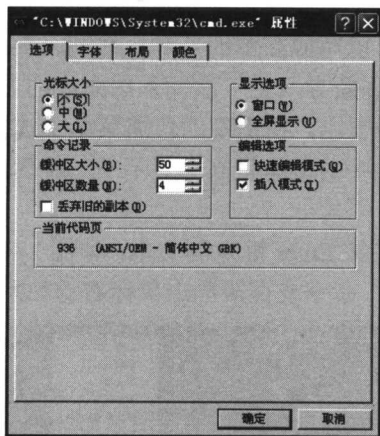 "C:\WINDOWS\System32\cmd.exe" 属性
选项 字体 布局 颜色
光标大小
小(S)
中(M)
大(L)
显示选项
窗口(W)
全屏显示(U)
命令记录
缓冲区大小(B): 50
缓冲区数量(N): 4
丢弃旧的副本(D)
编辑选项
快速编辑模式(Q)
插入模式(I)
当前代码页
936 (ANSI/OEM - 简体中文 GBK)
确定 取消